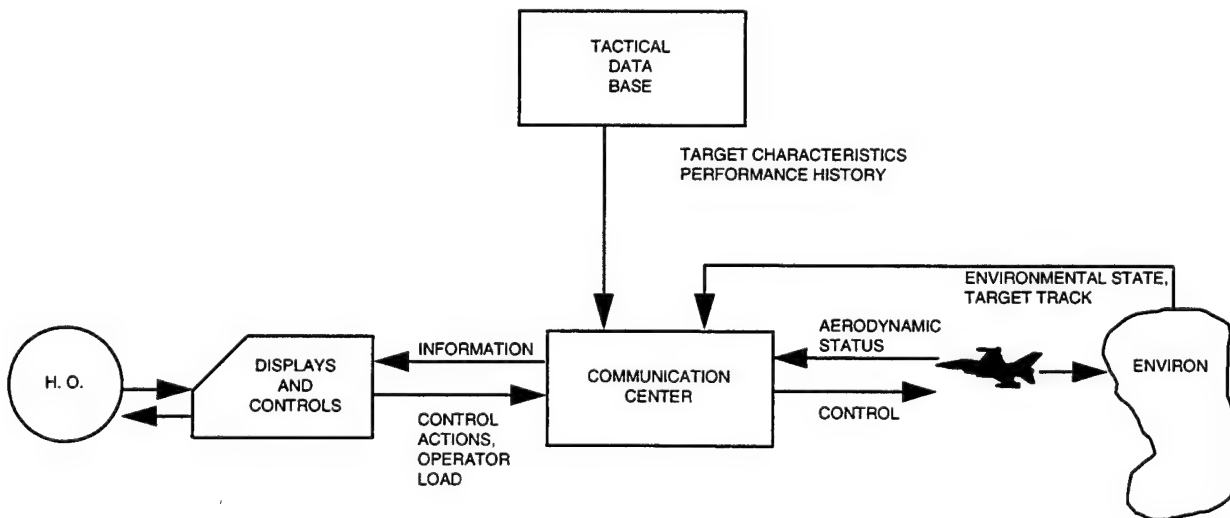 TACTICAL
DATA
BASE
TARGET CHARACTERISTICS
PERFORMANCE HISTORY
ENVIRONMENTAL STATE,
TARGET TRACK
H. O.
DISPLAYS
AND
CONTROLS
INFORMATION
CONTROL
ACTIONS,
OPERATOR
LOAD
COMMUNICATION
CENTER
AERODYNAMIC
STATUS
CONTROL
ENVIRON